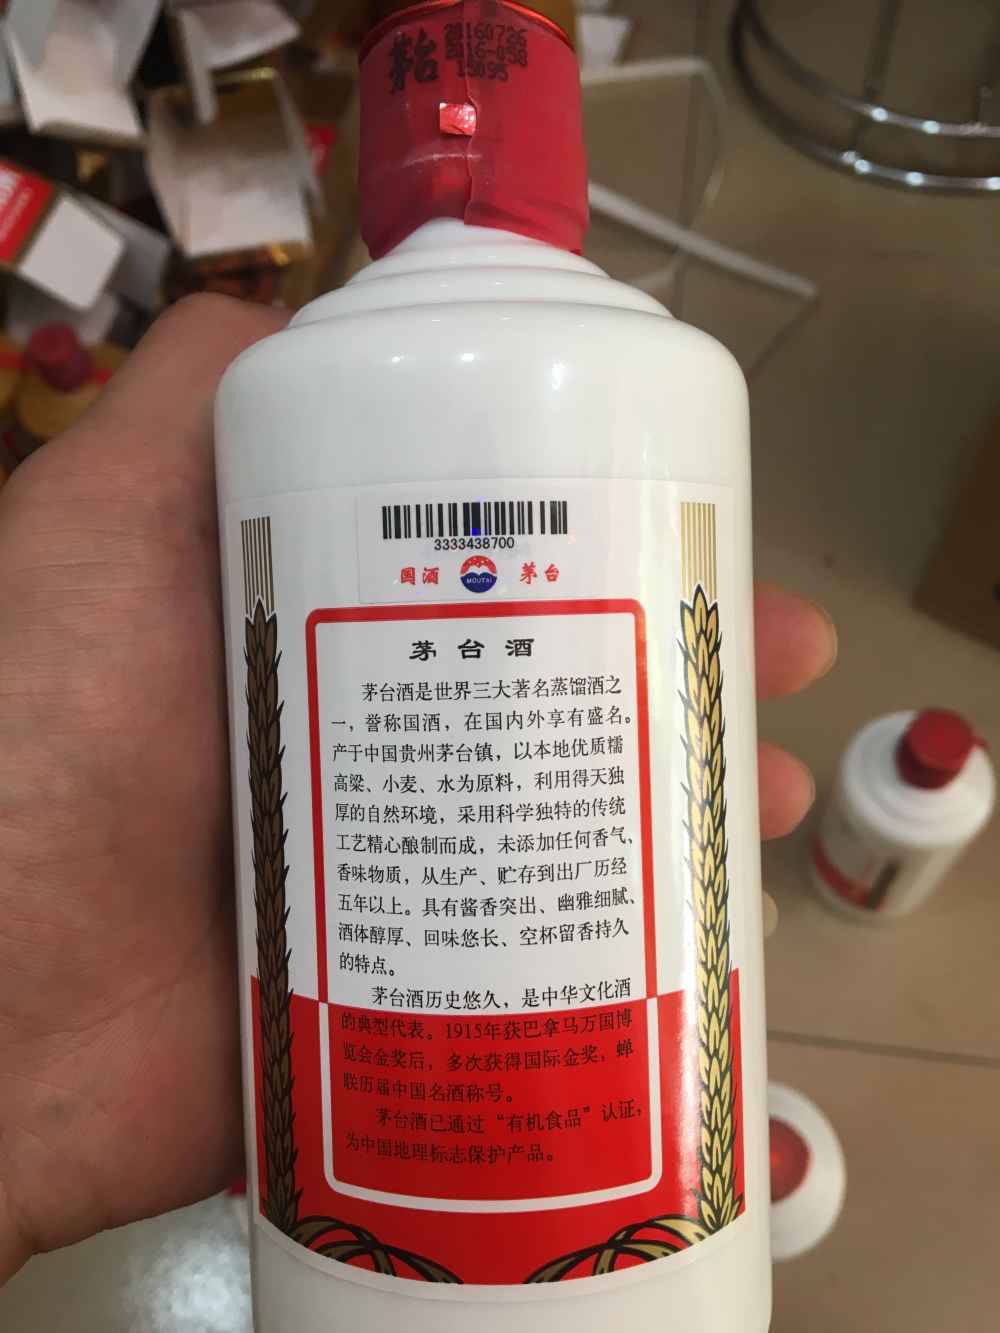 茅台
20160726
2016-058
15095
3333438700
国酒
MOUTAI
茅台
茅台酒
茅台酒是世界三大著名蒸馏酒之
一，誉称国酒，在国内外享有盛名。
产于中国贵州茅台镇，以本地优质糯
高粱、小麦、水为原料，利用得天独
厚的自然环境，采用科学独特的传统
工艺精心酿制而成，未添加任何香气、
香味物质，从生产、贮存到出厂历经
五年以上。具有酱香突出、幽雅细腻、
酒体醇厚、回味悠长、空杯留香持久
的特点。
茅台酒历史悠久，是中华文化酒
的典型代表。1915年获巴拿马万国博
览会金奖后，多次获得国际金奖，蝉
联历届中国名酒称号。
茅台酒已通过“有机食品”认证，
为中国地理标志保护产品。